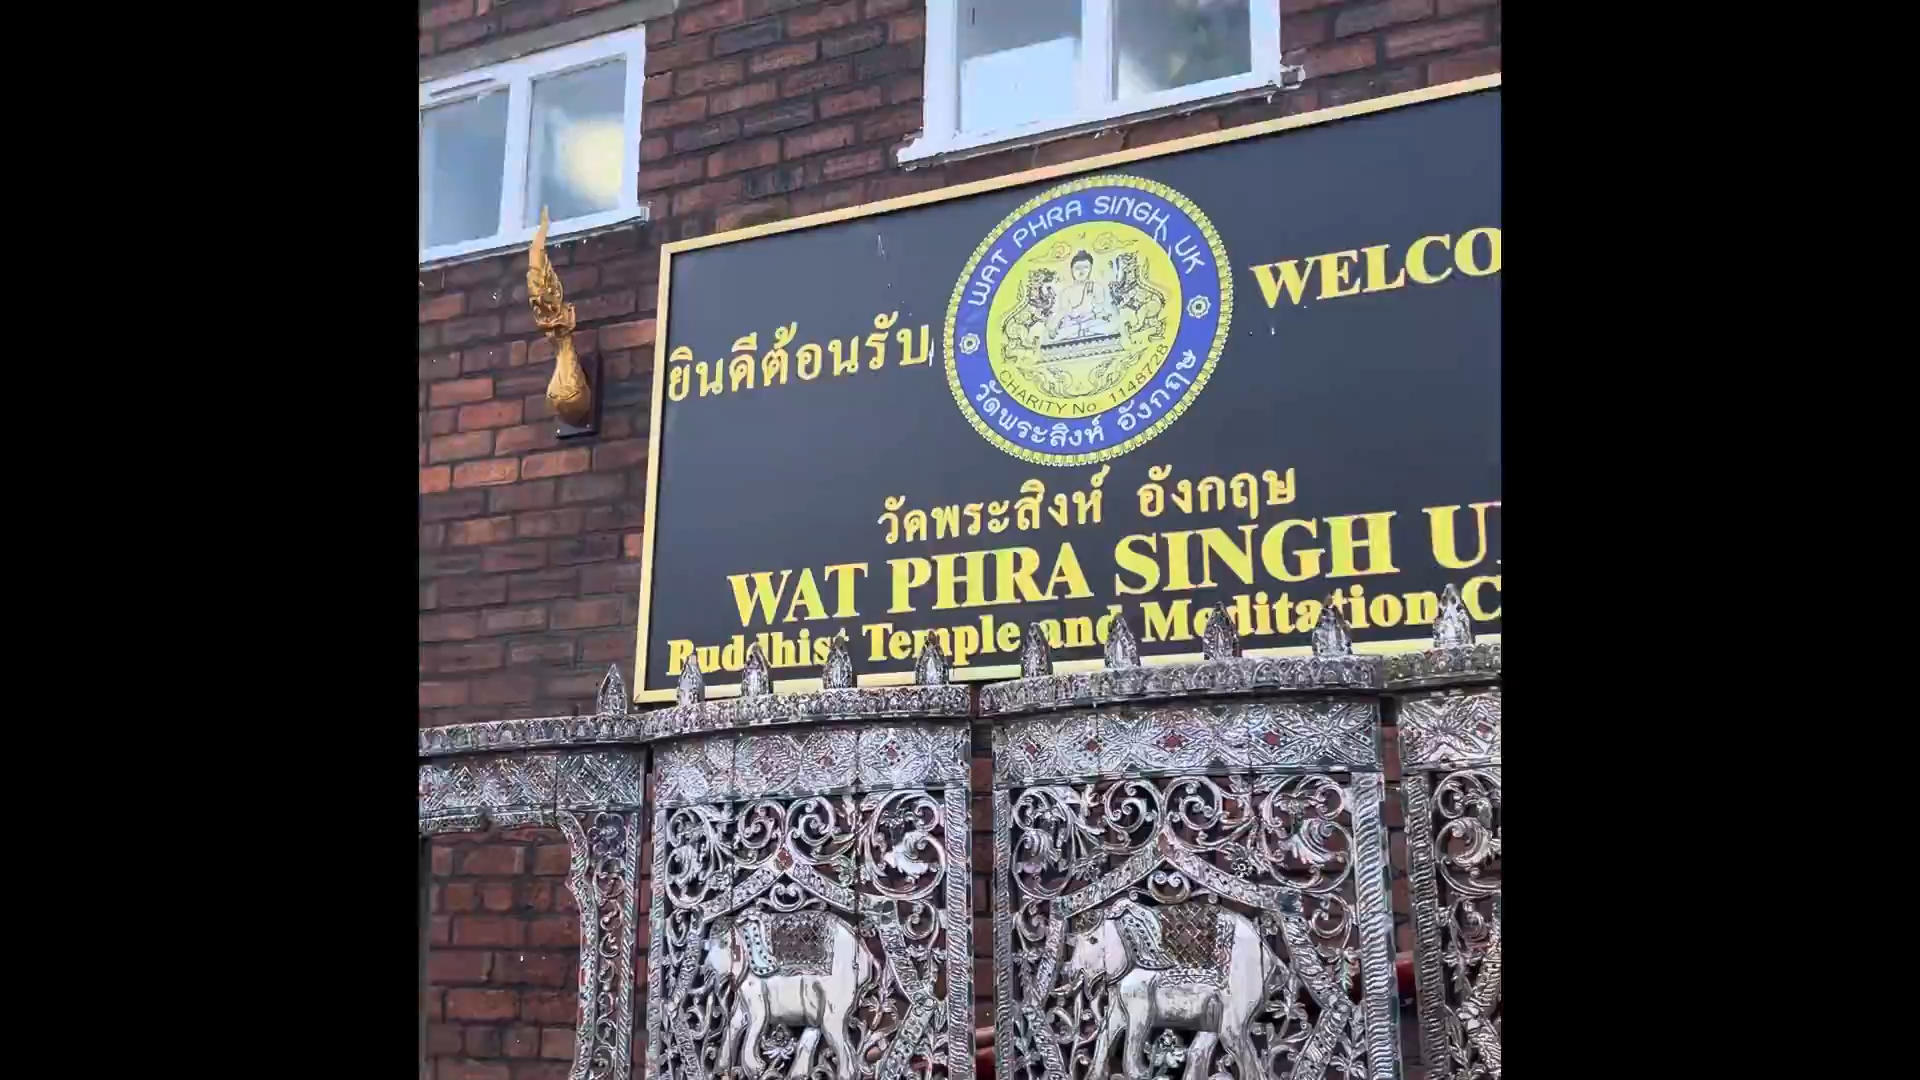 ยินดีต้อนรับ
WAT PHRA SINGH UK
CHARITY No. 1148728
วัดพระสิงห์ อังกฤษ
WELCO
วัดพระสิงห์ อังกฤษ
WAT PHRA SINGH U
Buddhist Temple and Meditation C